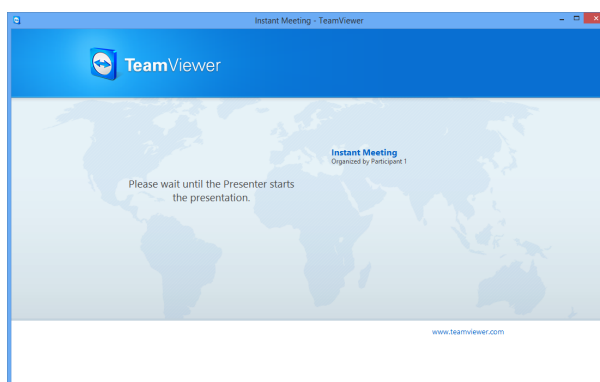 Instant Meeting - TeamViewer
TeamViewer
Instant Meeting
Organized by Participant 1
Please wait until the Presenter starts
the presentation.
www.teamviewer.com